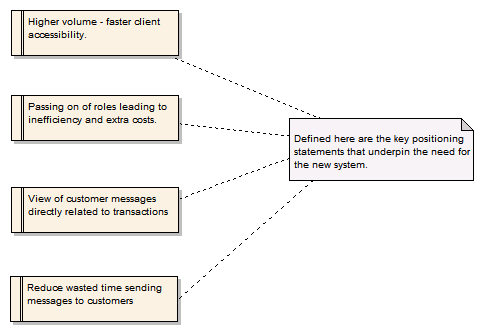 Higher volume - faster client
accessibility.
Passing on of roles leading to
inefficiency and extra costs.
Defined here are the key positioning
statements that underpin the need for
the new system.
View of customer messages
directly related to transactions
Reduce wasted time sending
messages to customers